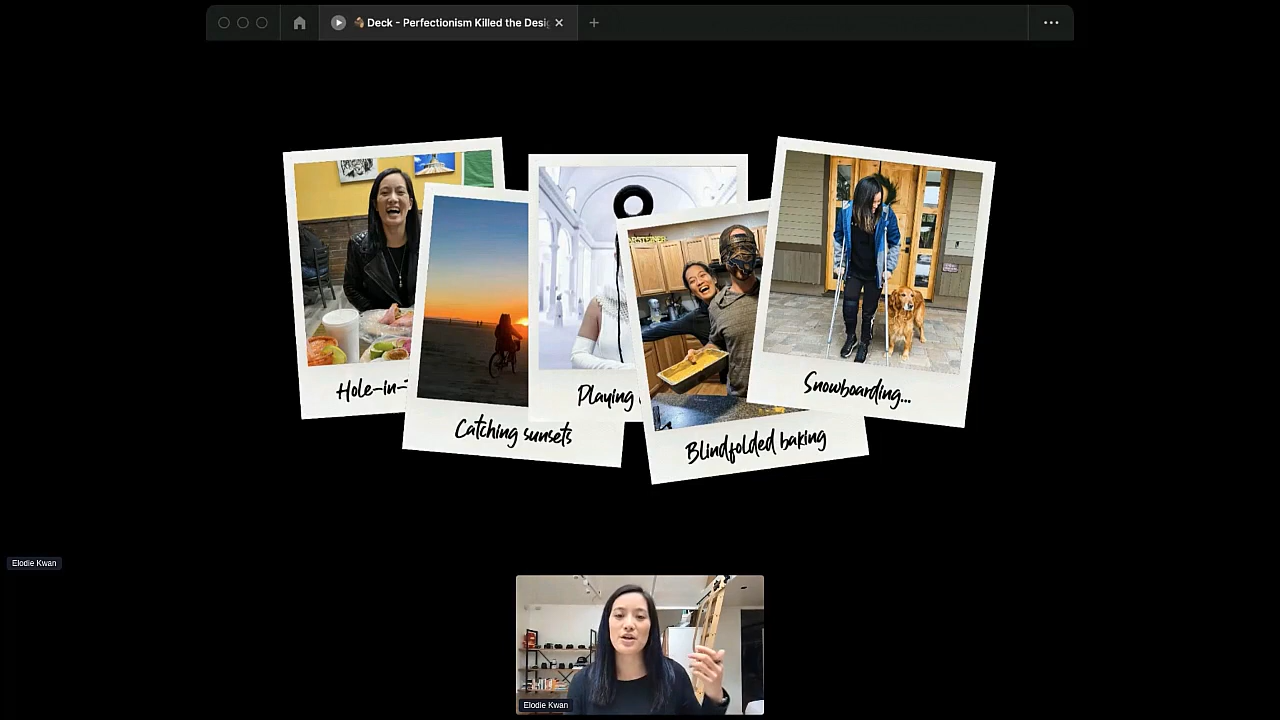 Deck - Perfectionism Killed the Desi
Hole-in-
Catching sunsets
Playing
Blindfolded baking
Snowboarding...
Elodie Kwan
Elodie Kwan